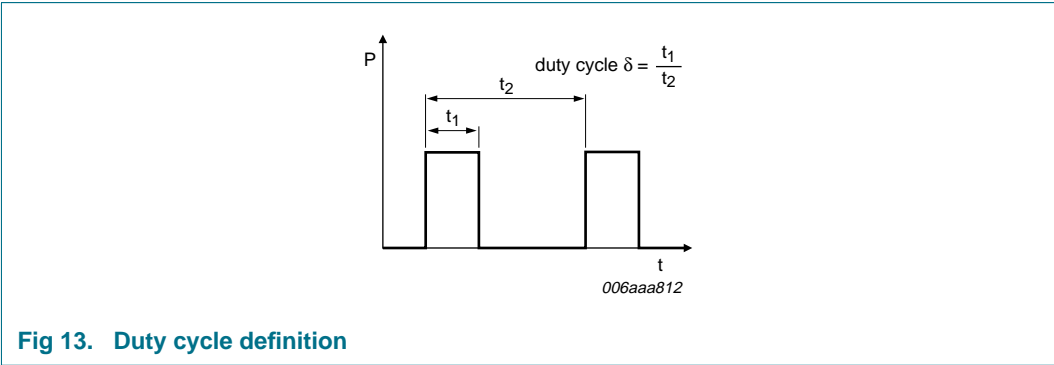 P
duty cycle δ = t1
t2
t2
t1
t
006aaa812
Fig 13. Duty cycle definition